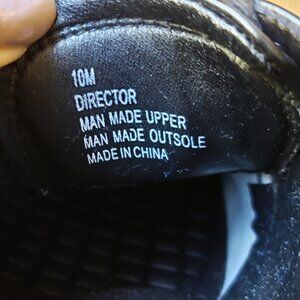 10M
DIRECTOR
MAN MADE UPPER
MAN MADE OUTSOLE
MADE IN CHINA